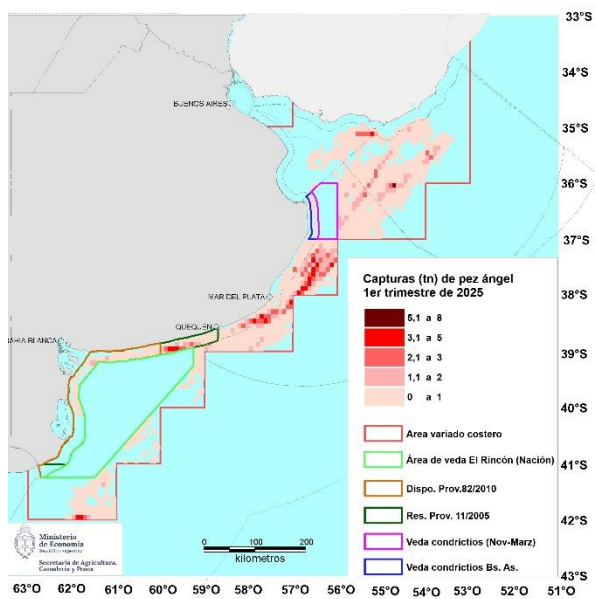 33°S
34°S
BUENOS AIRES
35°S
36°S
37°S
Capturas (tn) de pez ángel
1er trimestre de 2025
MAR DEL PLATA
38°S
5,1 a 8
QUEQUEN
3,1 a 5
BAHIA BLANCA
39°S
2,1 a 3
1,1 a 2
0 a 1
40°S
Area variado costero
Área de veda El Rincón (Nación)
41°S
Dispo. Prov.82/2010
Res. Prov. 11/2005
42°S
Ministerio
de Economía
República Argentina
Secretaría de Agricultura,
Ganadería y Pesca
0 100 200
kilometros
Veda condrictios (Nov-Marz)
Veda condrictios Bs. As.
43°S
63°O 62°O 61°O 60°O 59°O 58°O 57°O 56°O 55°O 54°O 53°O 52°O 51°O